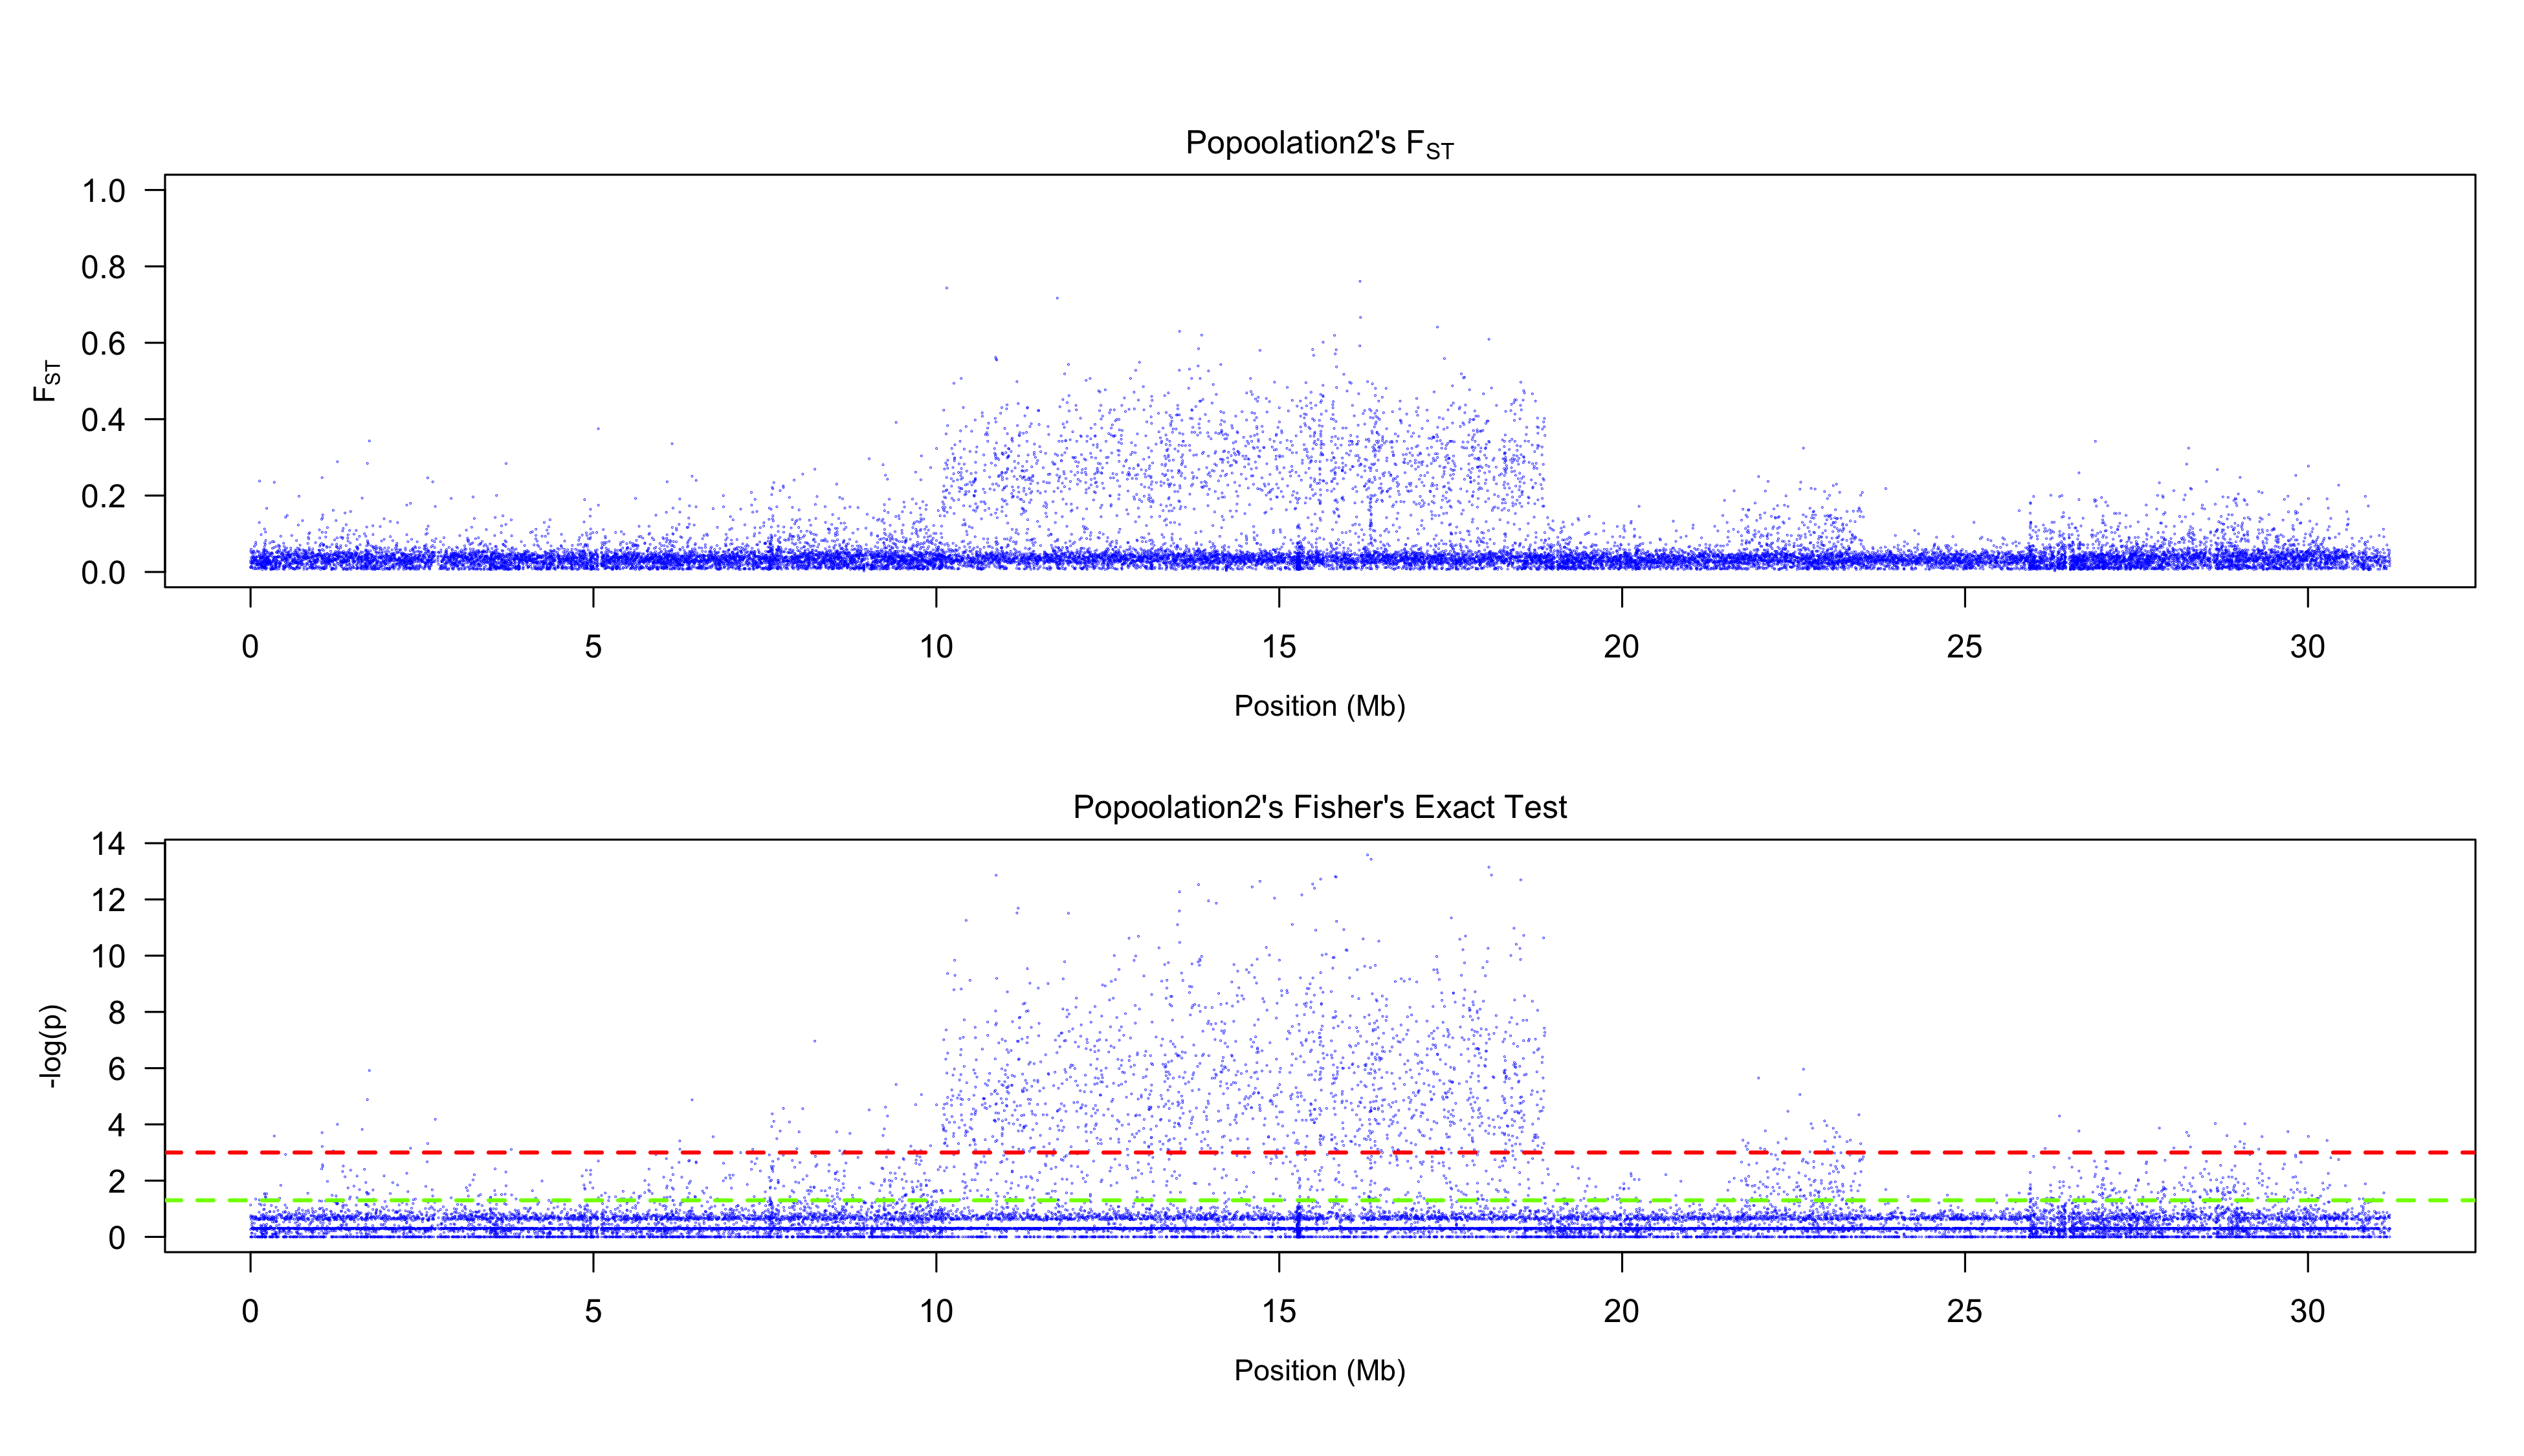 Popoolation2's FST
1.0
0.8
0.6
0.4
0.2
0.0
FST
0 5 10 15 20 25 30
Position (Mb)
Popoolation2's Fisher's Exact Test
14
12
10
8
6
4
2
0
-log(p)
0 5 10 15 20 25 30
Position (Mb)